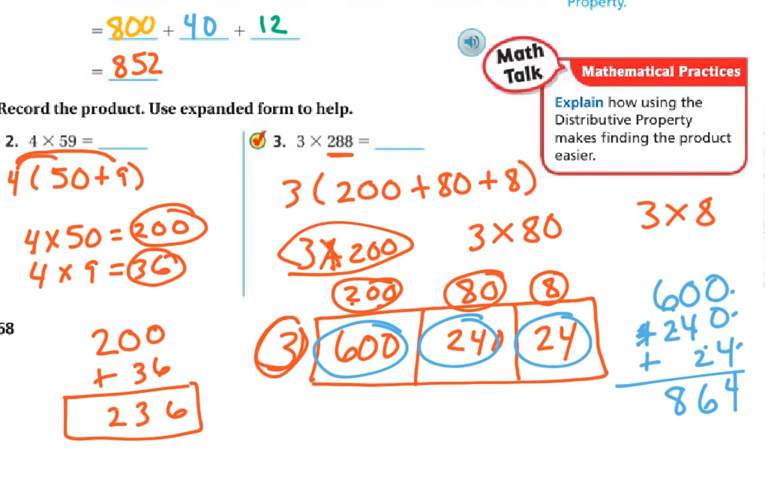 Property.
= 800 + 40 + 12
= 852
Math
Talk
Mathematical Practices
Explain how using the
Distributive Property
makes finding the product
easier.
Record the product. Use expanded form to help.
2. 4 × 59 = ______
4(50+9)
4 × 50 = 200
4 × 9 = 36
200
+ 36
236
3. 3 × 288 = ______
3(200 + 80 + 8)
3 × 200
3 × 80
3 × 8
200 80 8
3 600 240 24
600
+240
+ 24
864
58